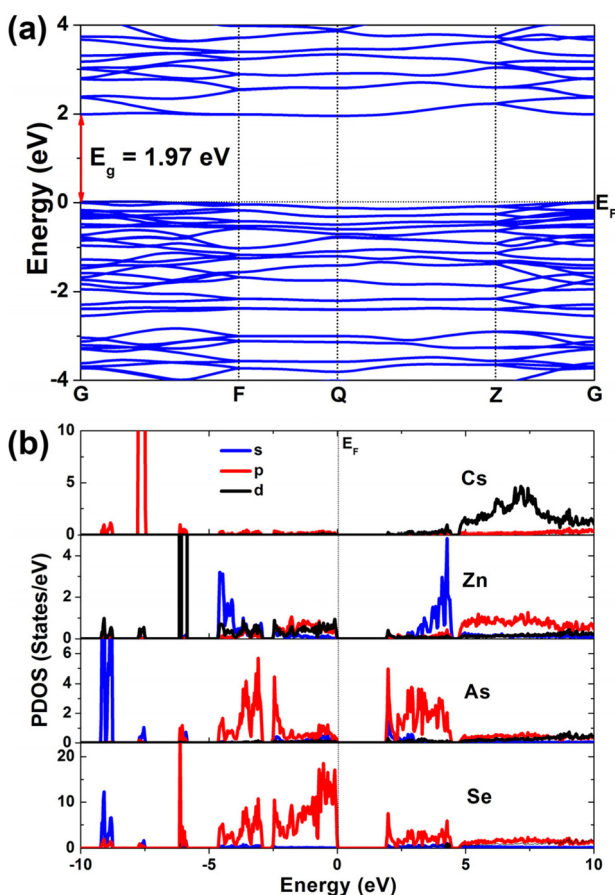 (a)
4
2
0
-2
-4
Energy (eV)
E_g = 1.97 eV
E_F
G F Q Z G
(b)
10
5
0
s
p
d
E_F
Cs
4
2
0
Zn
6
4
2
0
As
20
10
0
Se
PDOS (States/eV)
-10 -5 0 5 10
Energy (eV)